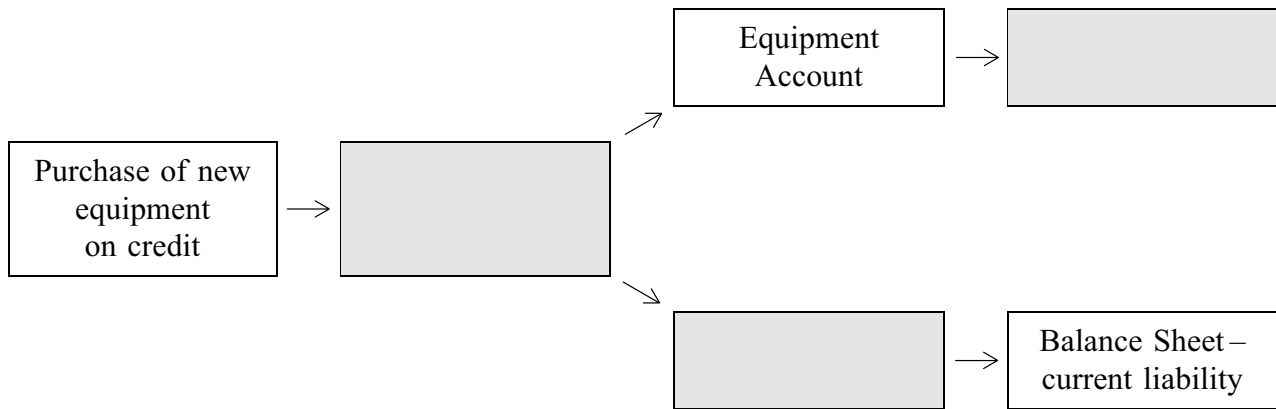 Equipment
Account
Purchase of new
equipment
on credit
Balance Sheet –
current liability